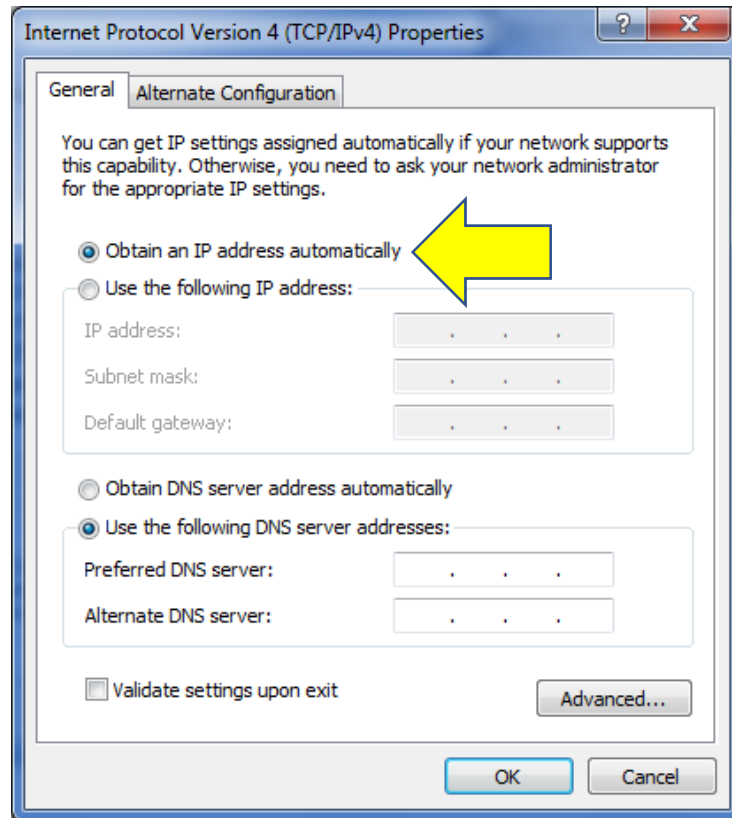 Internet Protocol Version 4 (TCP/IPv4) Properties
General
Alternate Configuration
You can get IP settings assigned automatically if your network supports
this capability. Otherwise, you need to ask your network administrator
for the appropriate IP settings.
Obtain an IP address automatically
Use the following IP address:
IP address:
Subnet mask:
Default gateway:
Obtain DNS server address automatically
Use the following DNS server addresses:
Preferred DNS server:
Alternate DNS server:
Validate settings upon exit
Advanced...
OK
Cancel